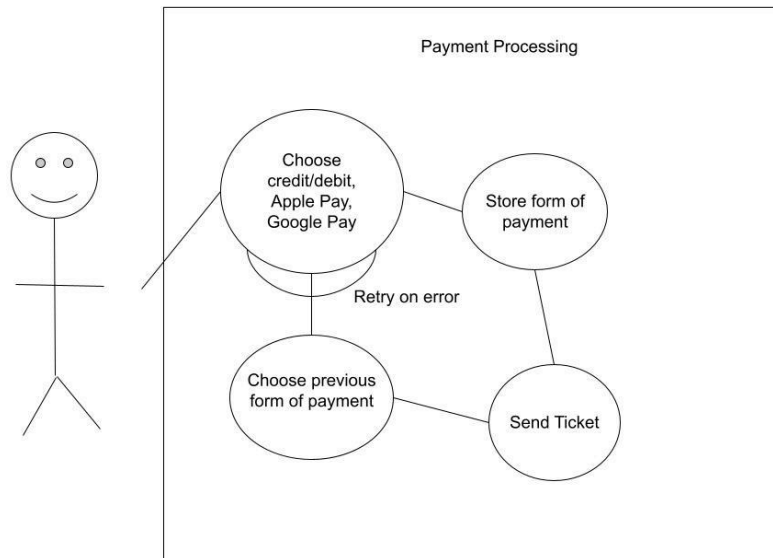 Payment Processing
Choose
credit/debit,
Apple Pay,
Google Pay
Store form of
payment
Retry on error
Choose previous
form of payment
Send Ticket